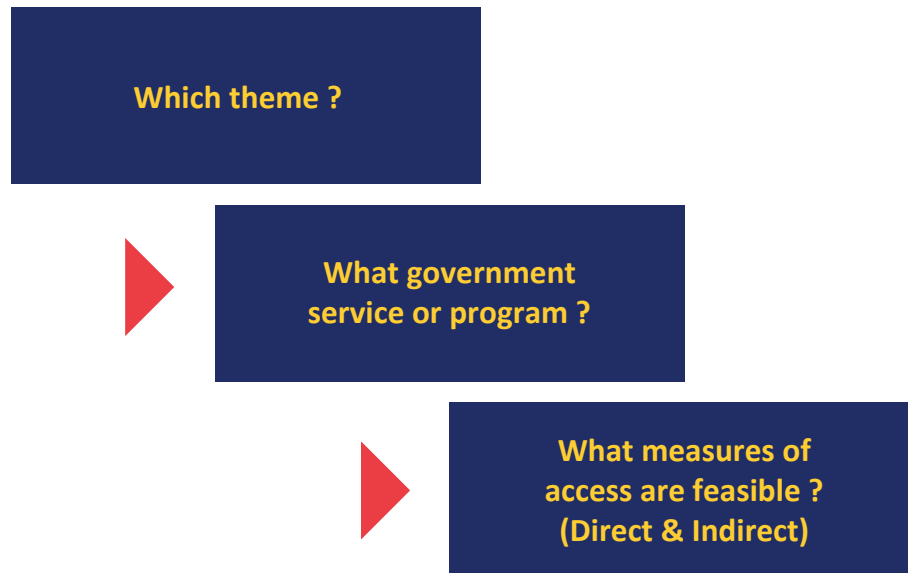 Which theme ?
What government
service or program ?
What measures of
access are feasible ?
(Direct & Indirect)